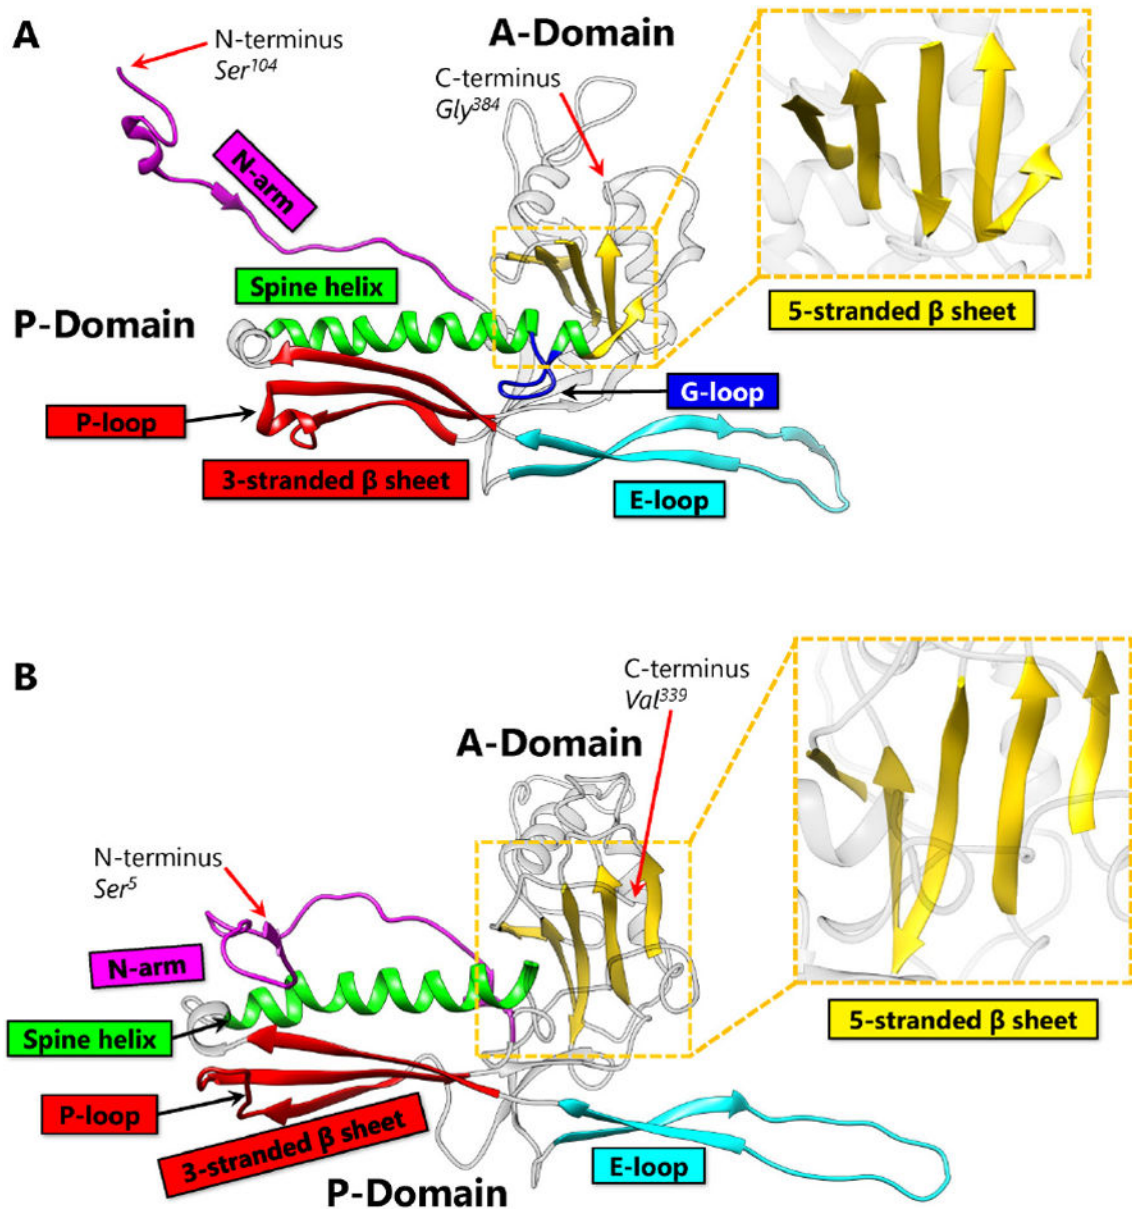 A
N-terminus
Ser¹⁰⁴
A-Domain
C-terminus
Gly³⁸⁴
N-arm
Spine helix
P-Domain
5-stranded β sheet
G-loop
P-loop
3-stranded β sheet
E-loop
B
C-terminus
Val³³⁹
A-Domain
N-terminus
Ser⁵
N-arm
Spine helix
5-stranded β sheet
P-loop
3-stranded β sheet
E-loop
P-Domain